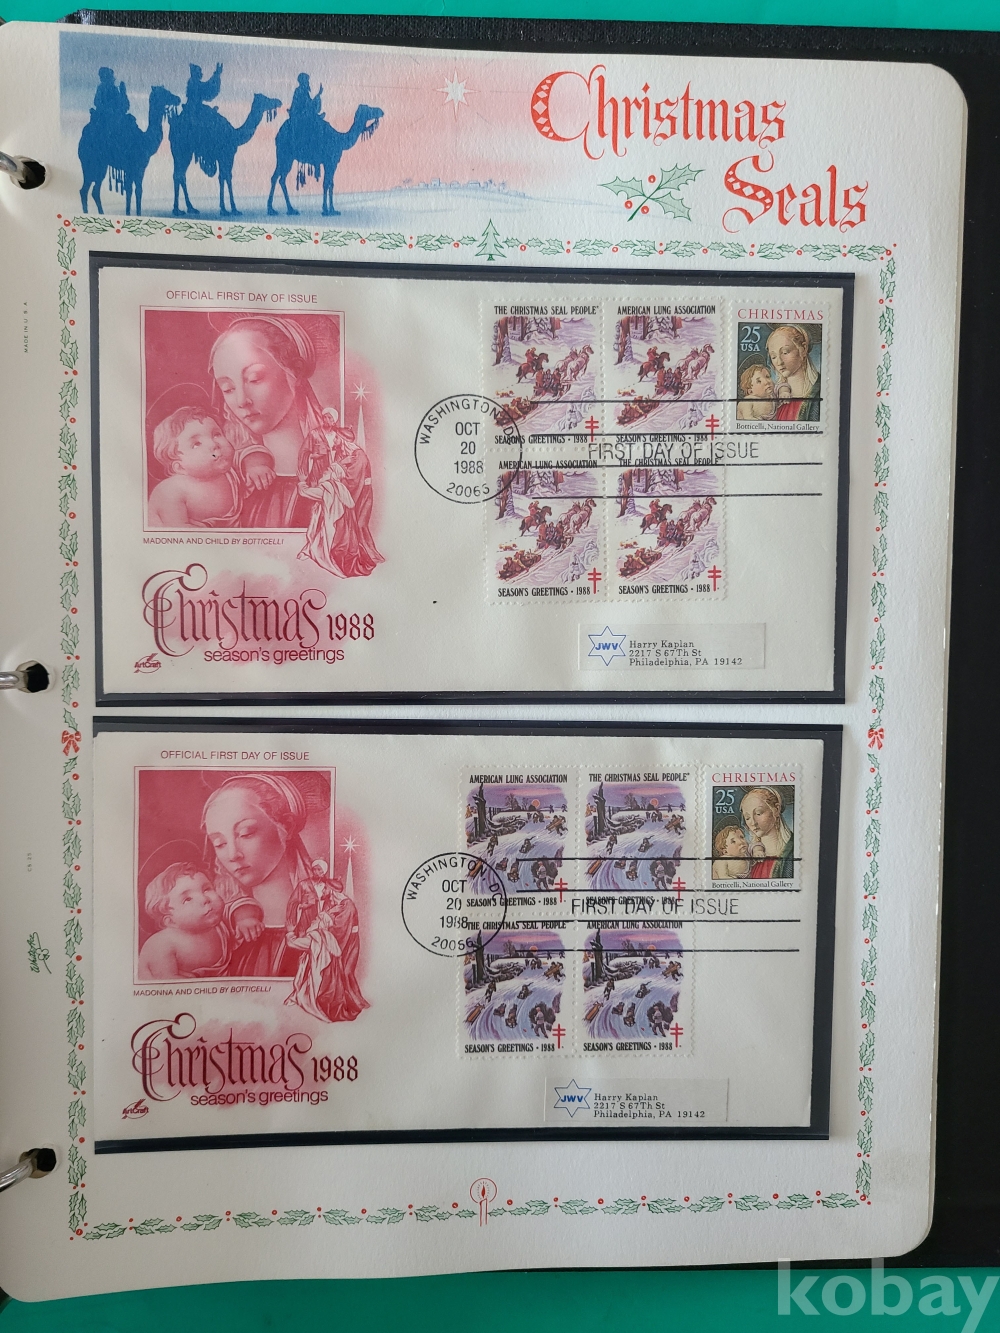 Christmas
Seals
MADE IN U.S.A.
OFFICIAL FIRST DAY OF ISSUE
MADONNA AND CHILD BY BOTTICELLI
Christmas 1988
season's greetings
ArtCraft
THE CHRISTMAS SEAL PEOPLE®
AMERICAN LUNG ASSOCIATION
SEASON'S GREETINGS • 1988
SEASON'S GREETINGS • 1988
AMERICAN LUNG ASSOCIATION
THE CHRISTMAS SEAL PEOPLE®
SEASON'S GREETINGS • 1988
SEASON'S GREETINGS • 1988
CHRISTMAS
25
USA
Botticelli, National Gallery
WASHINGTON, DC
OCT
20
1988
20066
FIRST DAY OF ISSUE
JWV
Harry Kaplan
2217 S 67Th St
Philadelphia, PA 19142
OFFICIAL FIRST DAY OF ISSUE
MADONNA AND CHILD BY BOTTICELLI
Christmas 1988
season's greetings
ArtCraft
AMERICAN LUNG ASSOCIATION
THE CHRISTMAS SEAL PEOPLE®
SEASON'S GREETINGS • 1988
SEASON'S GREETINGS • 1988
THE CHRISTMAS SEAL PEOPLE®
AMERICAN LUNG ASSOCIATION
SEASON'S GREETINGS • 1988
SEASON'S GREETINGS • 1988
CHRISTMAS
25
USA
Botticelli, National Gallery
WASHINGTON, DC
OCT
20
1988
20066
FIRST DAY OF ISSUE
JWV
Harry Kaplan
2217 S 67Th St
Philadelphia, PA 19142
kobay